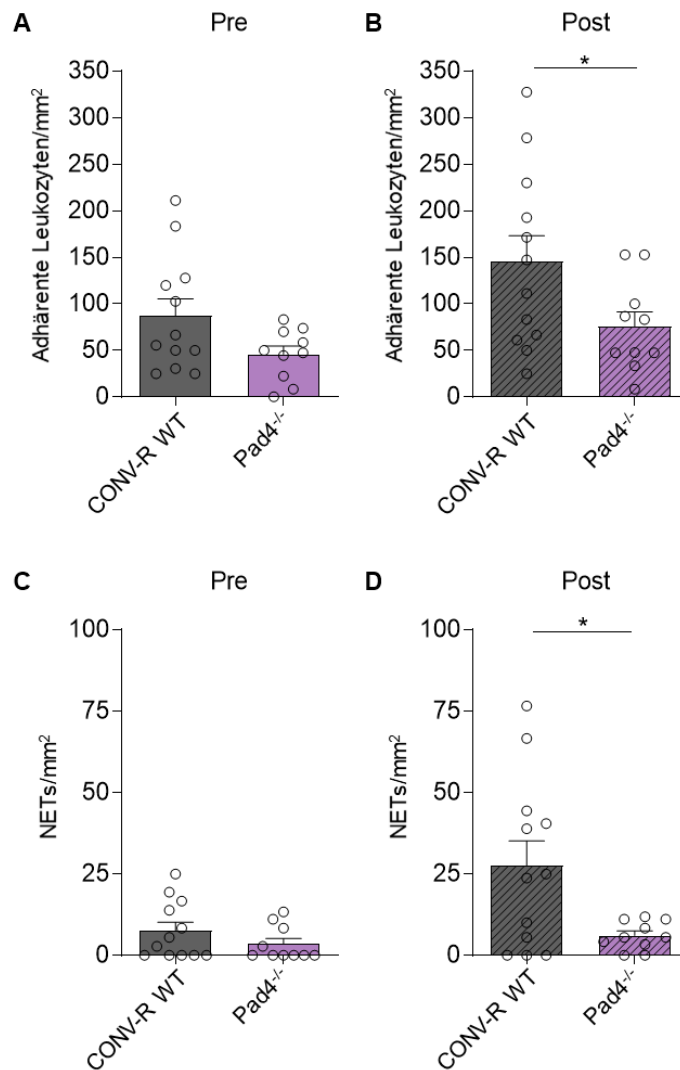 A
Pre
Adhärente Leukozyten/mm²
350
300
250
200
150
100
50
0
CONV-R WT
Pad4⁻/⁻
B
Post
*
Adhärente Leukozyten/mm²
350
300
250
200
150
100
50
0
CONV-R WT
Pad4⁻/⁻
C
Pre
NETs/mm²
100
75
50
25
0
CONV-R WT
Pad4⁻/⁻
D
Post
*
NETs/mm²
100
75
50
25
0
CONV-R WT
Pad4⁻/⁻